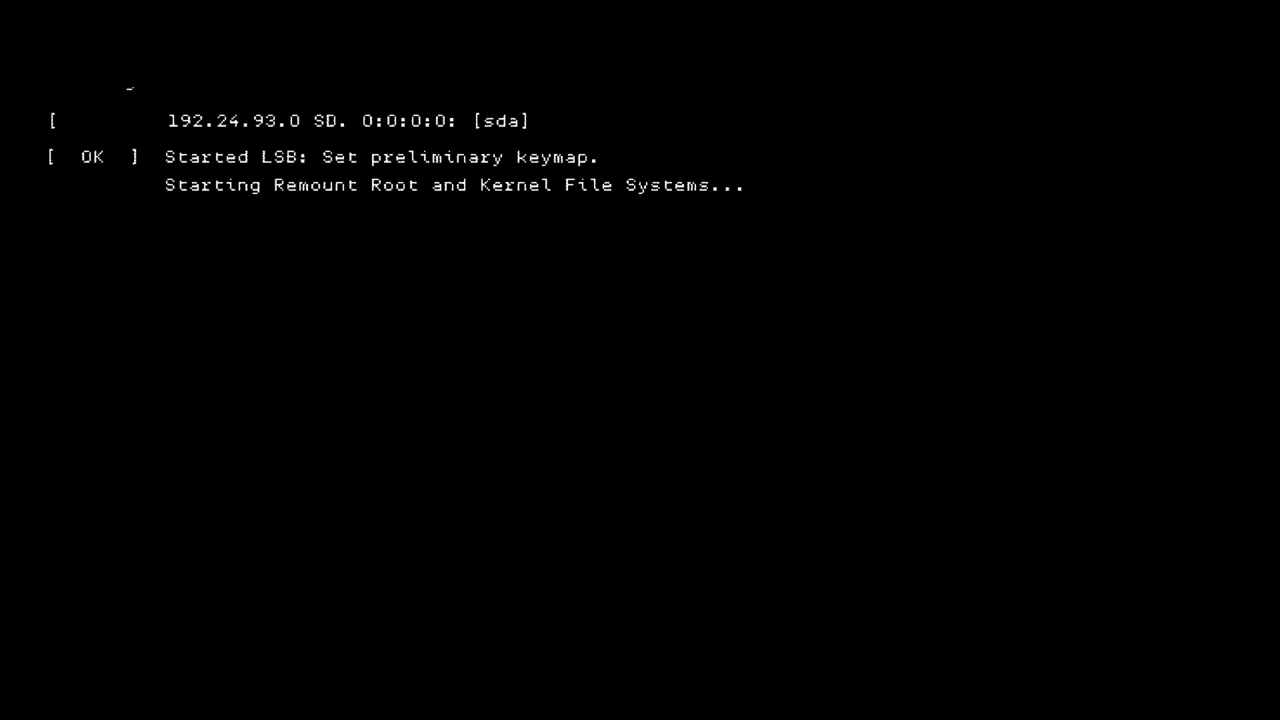 [ 192.24.93.0 SD. 0:0:0:0: [sda]
[ OK ] Started LSB: Set preliminary keymap.
Starting Remount Root and Kernel File Systems...